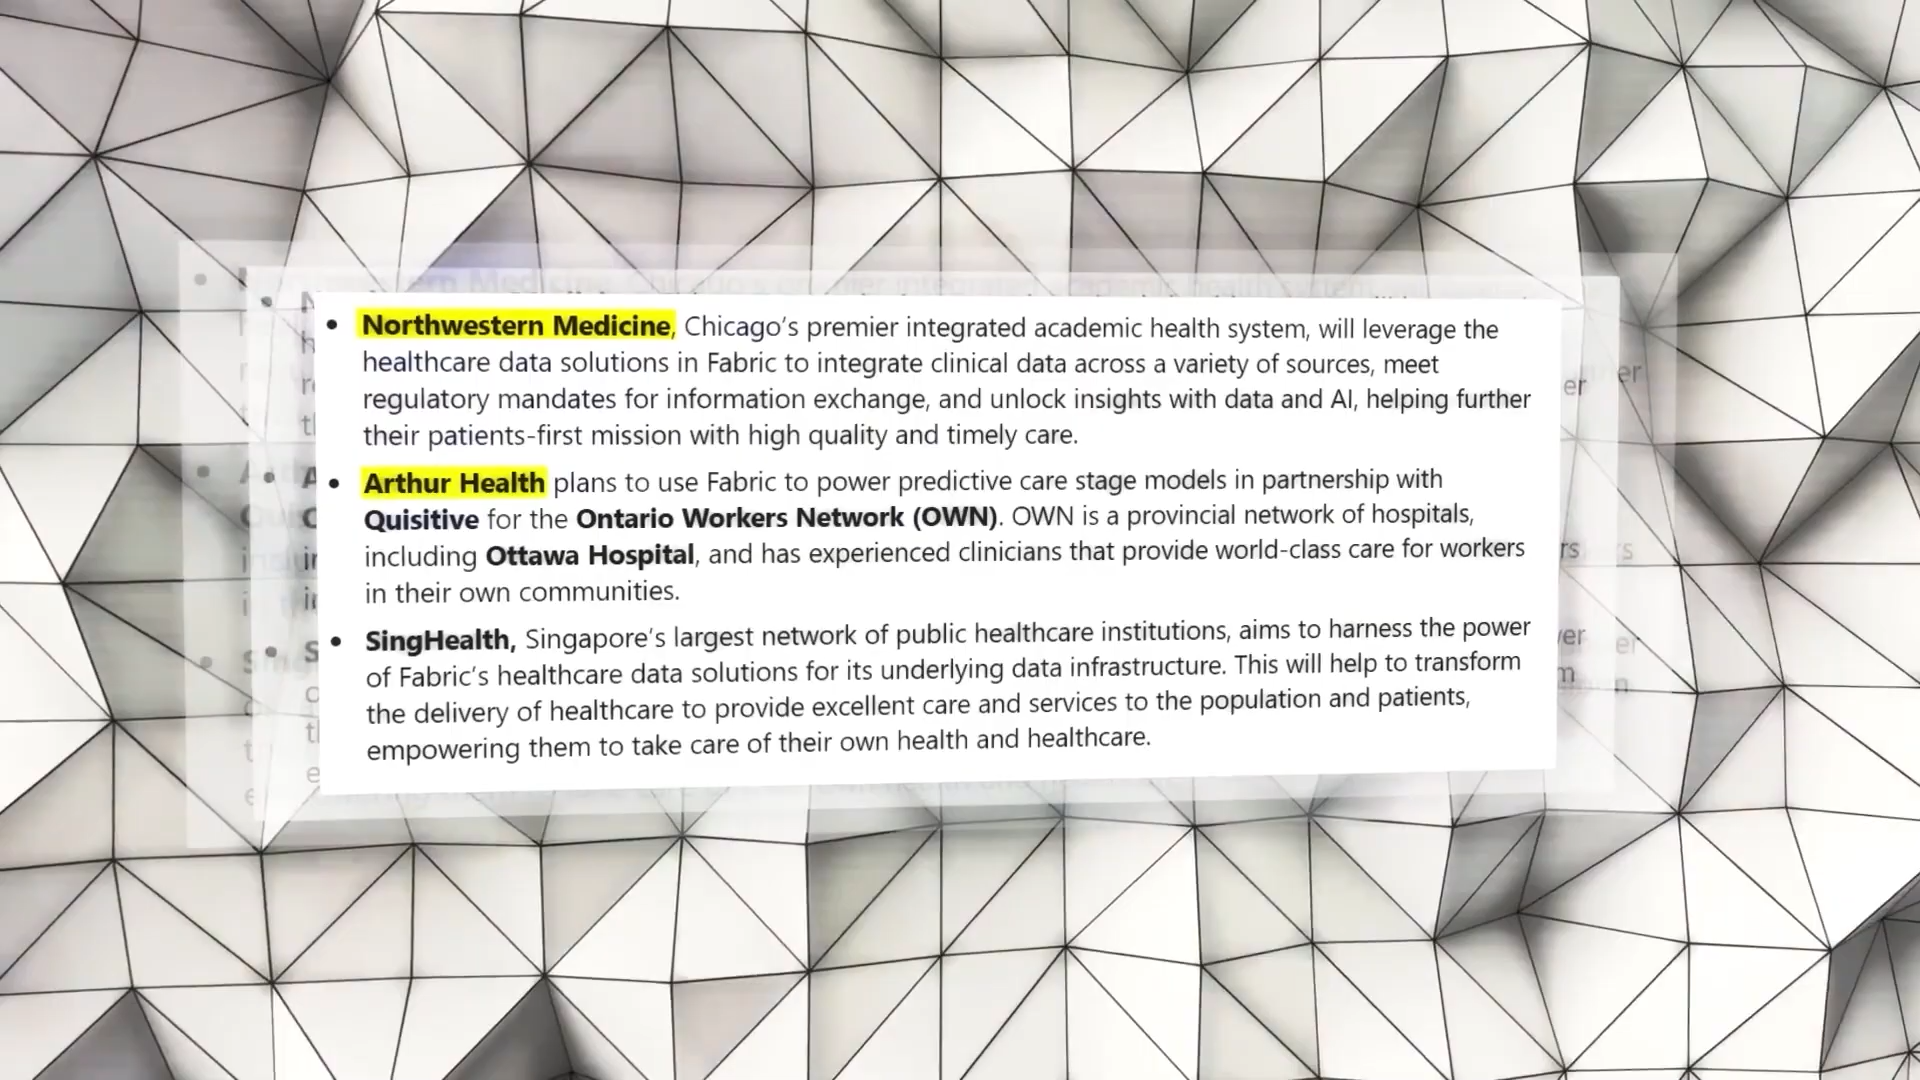 • Northwestern Medicine, Chicago's premier integrated academic health system, will leverage the
healthcare data solutions in Fabric to integrate clinical data across a variety of sources, meet
regulatory mandates for information exchange, and unlock insights with data and AI, helping further
their patients-first mission with high quality and timely care.
• Arthur Health plans to use Fabric to power predictive care stage models in partnership with
Quisitive for the Ontario Workers Network (OWN). OWN is a provincial network of hospitals,
including Ottawa Hospital, and has experienced clinicians that provide world-class care for workers
in their own communities.
• SingHealth, Singapore's largest network of public healthcare institutions, aims to harness the power
of Fabric's healthcare data solutions for its underlying data infrastructure. This will help to transform
the delivery of healthcare to provide excellent care and services to the population and patients,
empowering them to take care of their own health and healthcare.